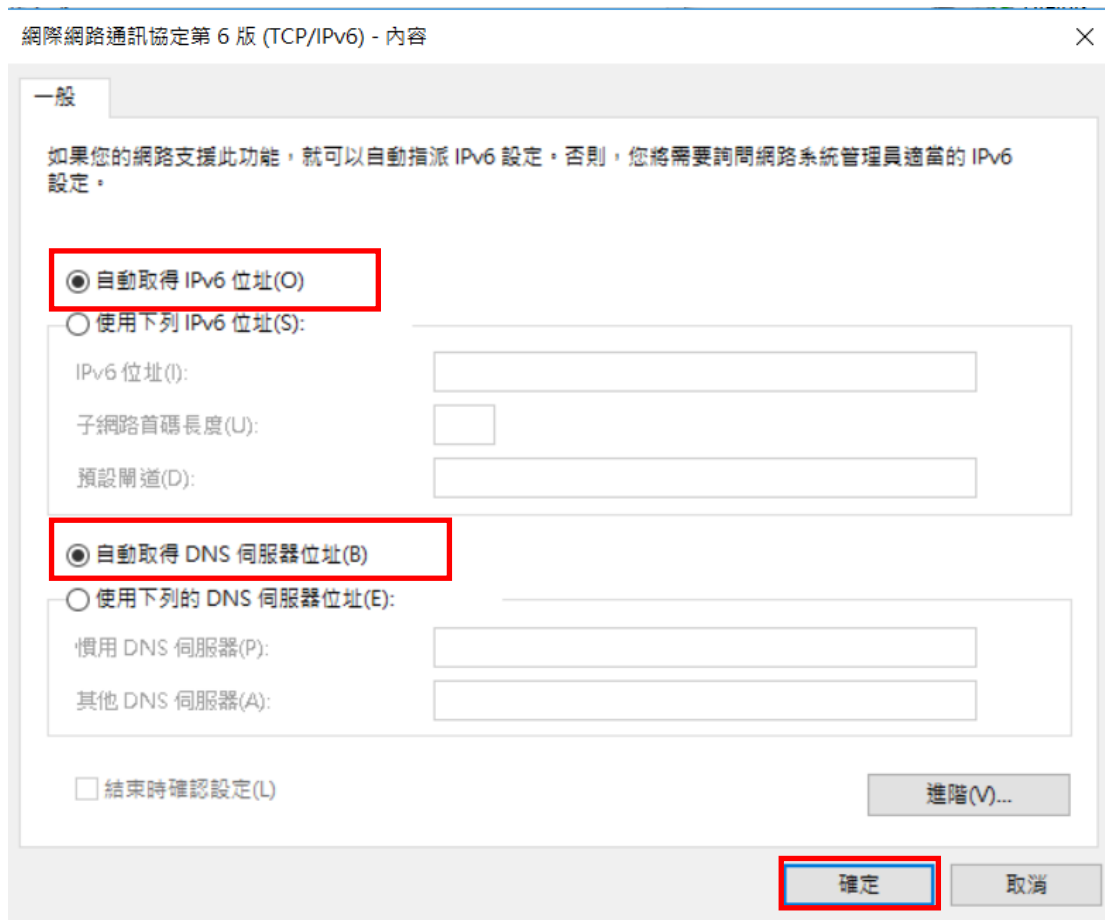 網際網路通訊協定第 6 版 (TCP/IPv6) - 內容
一般
如果您的網路支援此功能，就可以自動指派 IPv6 設定。否則，您將需要詢問網路系統管理員適當的 IPv6
設定。
自動取得 IPv6 位址(O)
使用下列 IPv6 位址(S):
IPv6 位址(I):
子網路首碼長度(U):
預設閘道(D):
自動取得 DNS 伺服器位址(B)
使用下列的 DNS 伺服器位址(E):
慣用 DNS 伺服器(P):
其他 DNS 伺服器(A):
結束時確認設定(L)
進階(V)...
確定
取消